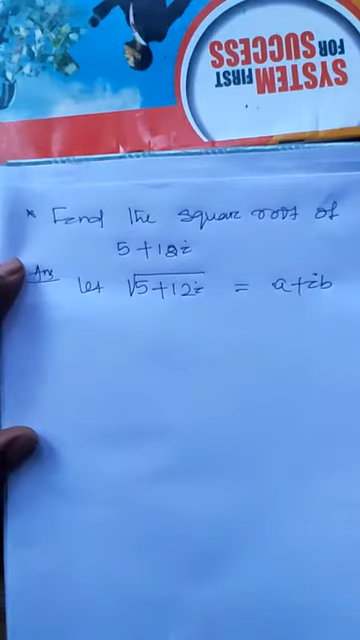 SYSTEM FIRST
FOR SUCCESS
* Find the square root of
5+12i
Ans let √5+12i = a+ib